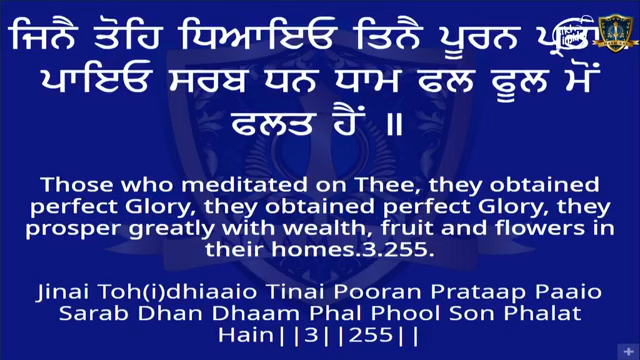 ਜਿਨੈ ਤੋਹਿ ਧਿਆਇਓ ਤਿਨੈ ਪੂਰਨ
ਪਾਇਓ ਸਰਬ ਧਨ ਧਾਮ ਫਲ ਫੂਲ ਮੋਂ
ਫਲਤ ਹੈਂ ॥
Those who meditated on Thee, they obtained
perfect Glory, they obtained perfect Glory, they
prosper greatly with wealth, fruit and flowers in
their homes.3.255.
Jinai Toh(i)dhiaaio Tinai Pooran Prataap Paaio
Sarab Dhan Dhaam Phal Phool Son Phalat
Hain||3||255||